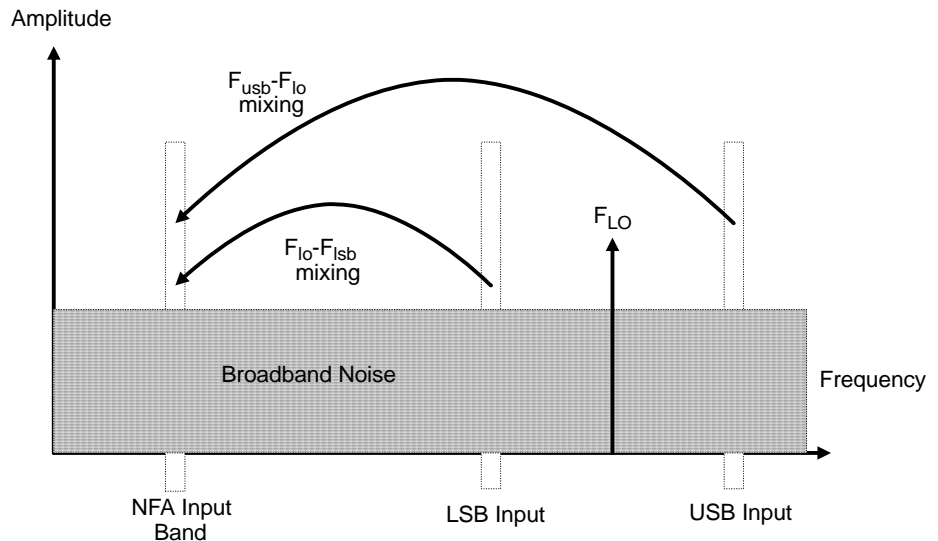 Amplitude
Fusb-Flo
mixing
FLO
Flo-Flsb
mixing
Broadband Noise
Frequency
NFA Input
Band
LSB Input
USB Input